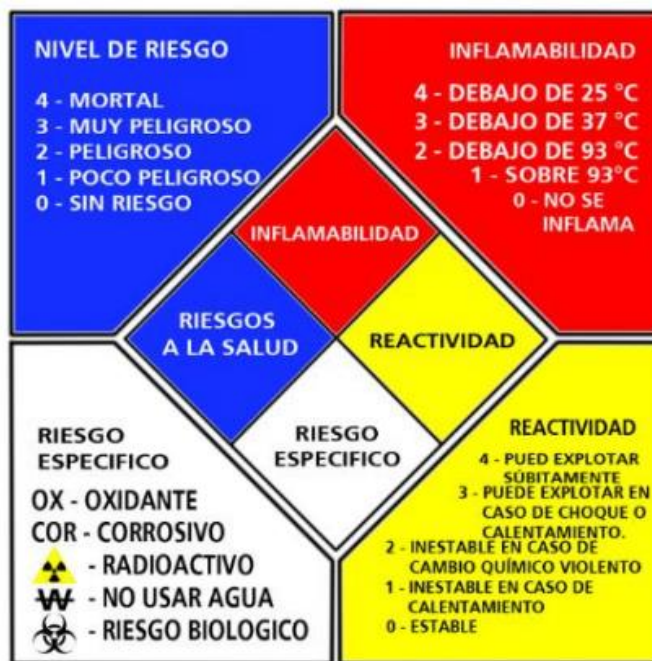 NIVEL DE RIESGO
4 - MORTAL
3 - MUY PELIGROSO
2 - PELIGROSO
1 - POCO PELIGROSO
0 - SIN RIESGO
INFLAMABILIDAD
4 - DEBAJO DE 25 °C
3 - DEBAJO DE 37 °C
2 - DEBAJO DE 93 °C
1 - SOBRE 93°C
0 - NO SE
INFLAMA
INFLAMABILIDAD
RIESGOS
A LA SALUD
REACTIVIDAD
RIESGO
ESPECIFICO
RIESGO
ESPECIFICO
OX - OXIDANTE
COR - CORROSIVO
- RADIOACTIVO
W - NO USAR AGUA
- RIESGO BIOLOGICO
REACTIVIDAD
4 - PUED EXPLOTAR
SÚBITAMENTE
3 - PUEDE EXPLOTAR EN
CASO DE CHOQUE O
CALENTAMIENTO.
2 - INESTABLE EN CASO DE
CAMBIO QUÍMICO VIOLENTO
1 - INESTABLE EN CASO DE
CALENTAMIENTO
0 - ESTABLE